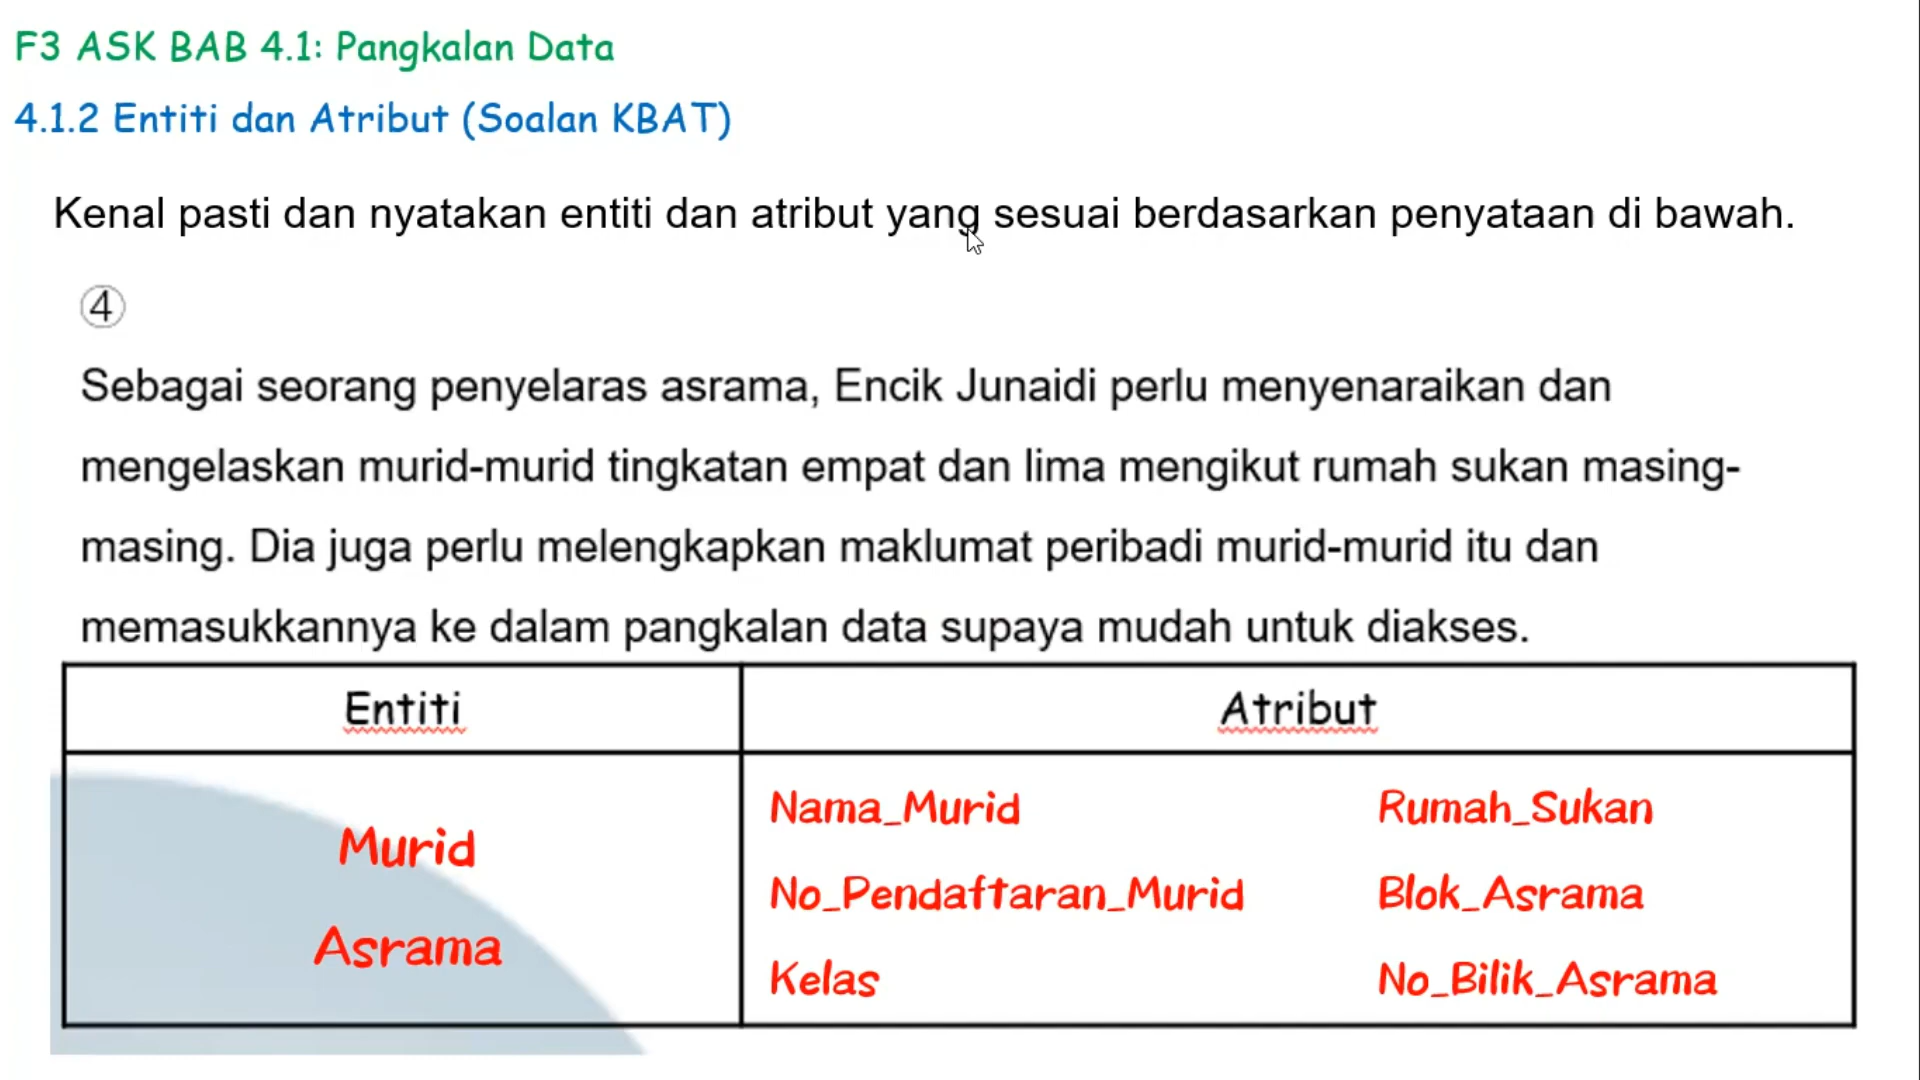 F3 ASK BAB 4.1: Pangkalan Data
4.1.2 Entiti dan Atribut (Soalan KBAT)
Kenal pasti dan nyatakan entiti dan atribut yang sesuai berdasarkan penyataan di bawah.
④
Sebagai seorang penyelaras asrama, Encik Junaidi perlu menyenaraikan dan
mengelaskan murid-murid tingkatan empat dan lima mengikut rumah sukan masing-
masing. Dia juga perlu melengkapkan maklumat peribadi murid-murid itu dan
memasukkannya ke dalam pangkalan data supaya mudah untuk diakses.
Entiti
Atribut
Murid
Asrama
Nama_Murid
No_Pendaftaran_Murid
Kelas
Rumah_Sukan
Blok_Asrama
No_Bilik_Asrama